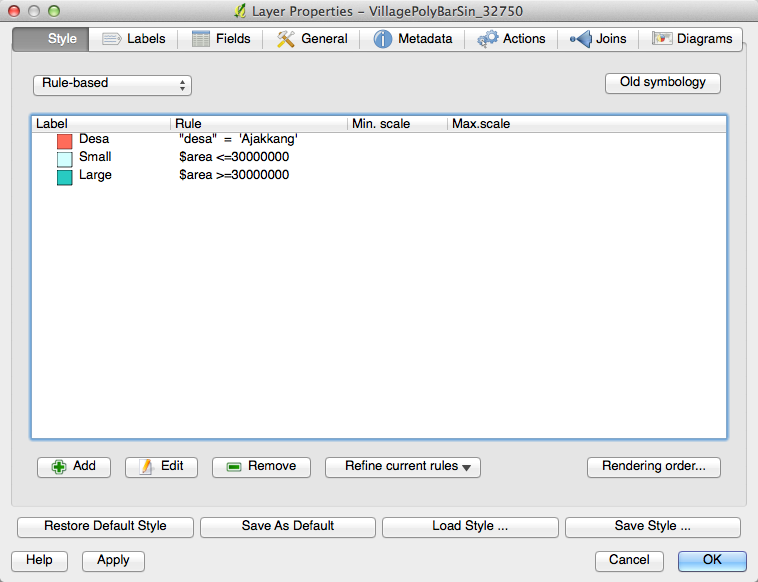 Layer Properties - VillagePolyBarSin_32750
Style Labels Fields General Metadata Actions Joins Diagrams
Rule-based Old symbology
Label Rule Min. scale Max.scale
Desa "desa" = 'Ajakkang'
Small $area <=30000000
Large $area >=30000000
Add Edit Remove Refine current rules Rendering order...
Restore Default Style Save As Default Load Style ... Save Style ...
Help Apply Cancel OK